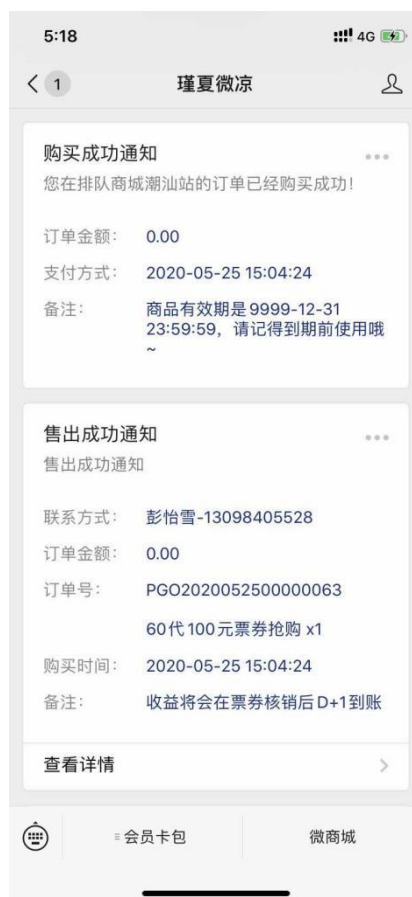 5:18
4G
1
瑾夏微凉
购买成功通知
您在排队商城潮汕站的订单已经购买成功！
订单金额： 0.00
支付方式： 2020-05-25 15:04:24
备注： 商品有效期是9999-12-31
23:59:59，请记得到期前使用哦
~
售出成功通知
售出成功通知
联系方式： 彭怡雪-13098405528
订单金额： 0.00
订单号： PGO2020052500000063
60代100元票券抢购 x1
购买时间： 2020-05-25 15:04:24
备注： 收益将会在票券核销后D+1到账
查看详情
会员卡包
微商城